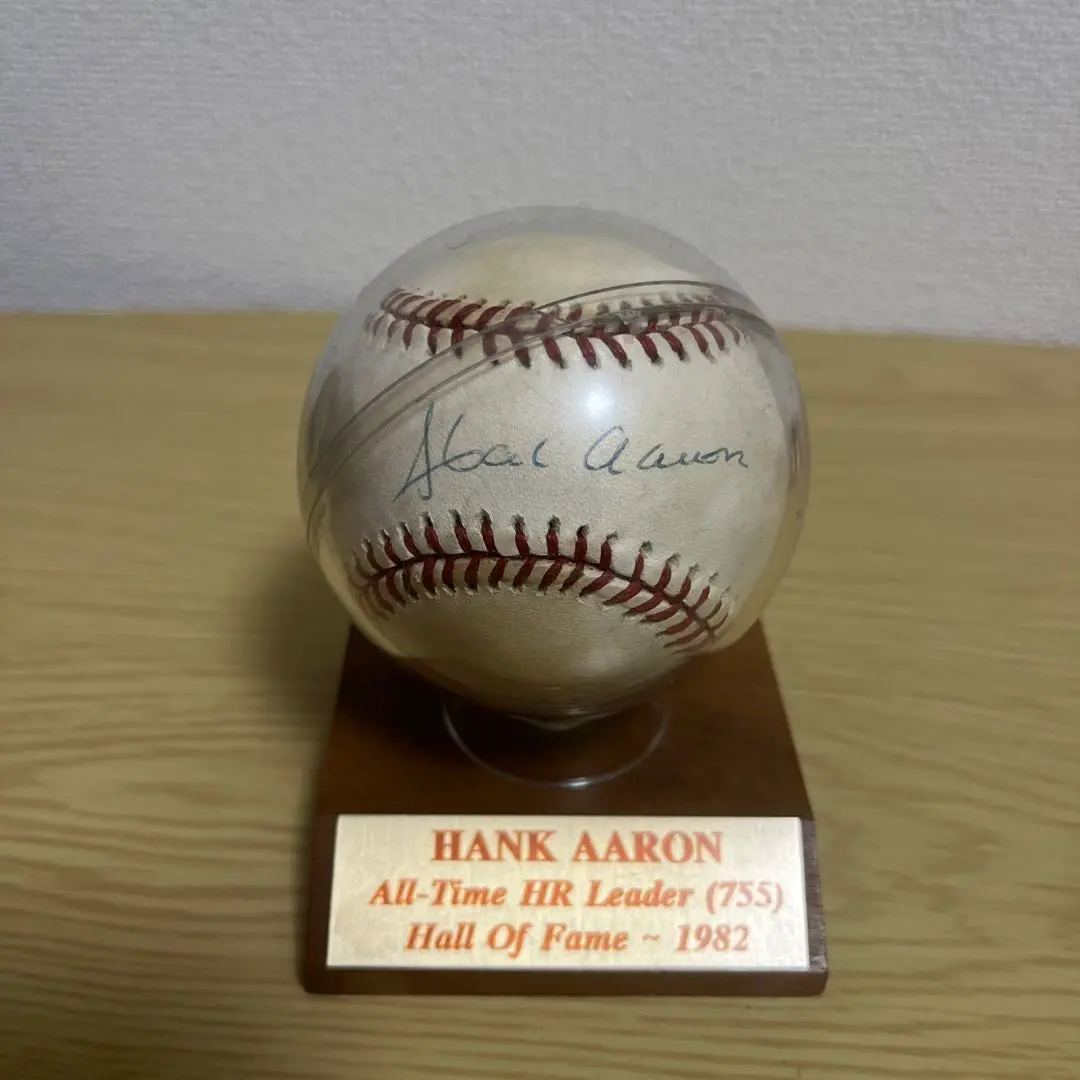 Hank Aaron
HANK AARON
All-Time HR Leader (755)
Hall Of Fame ~ 1982